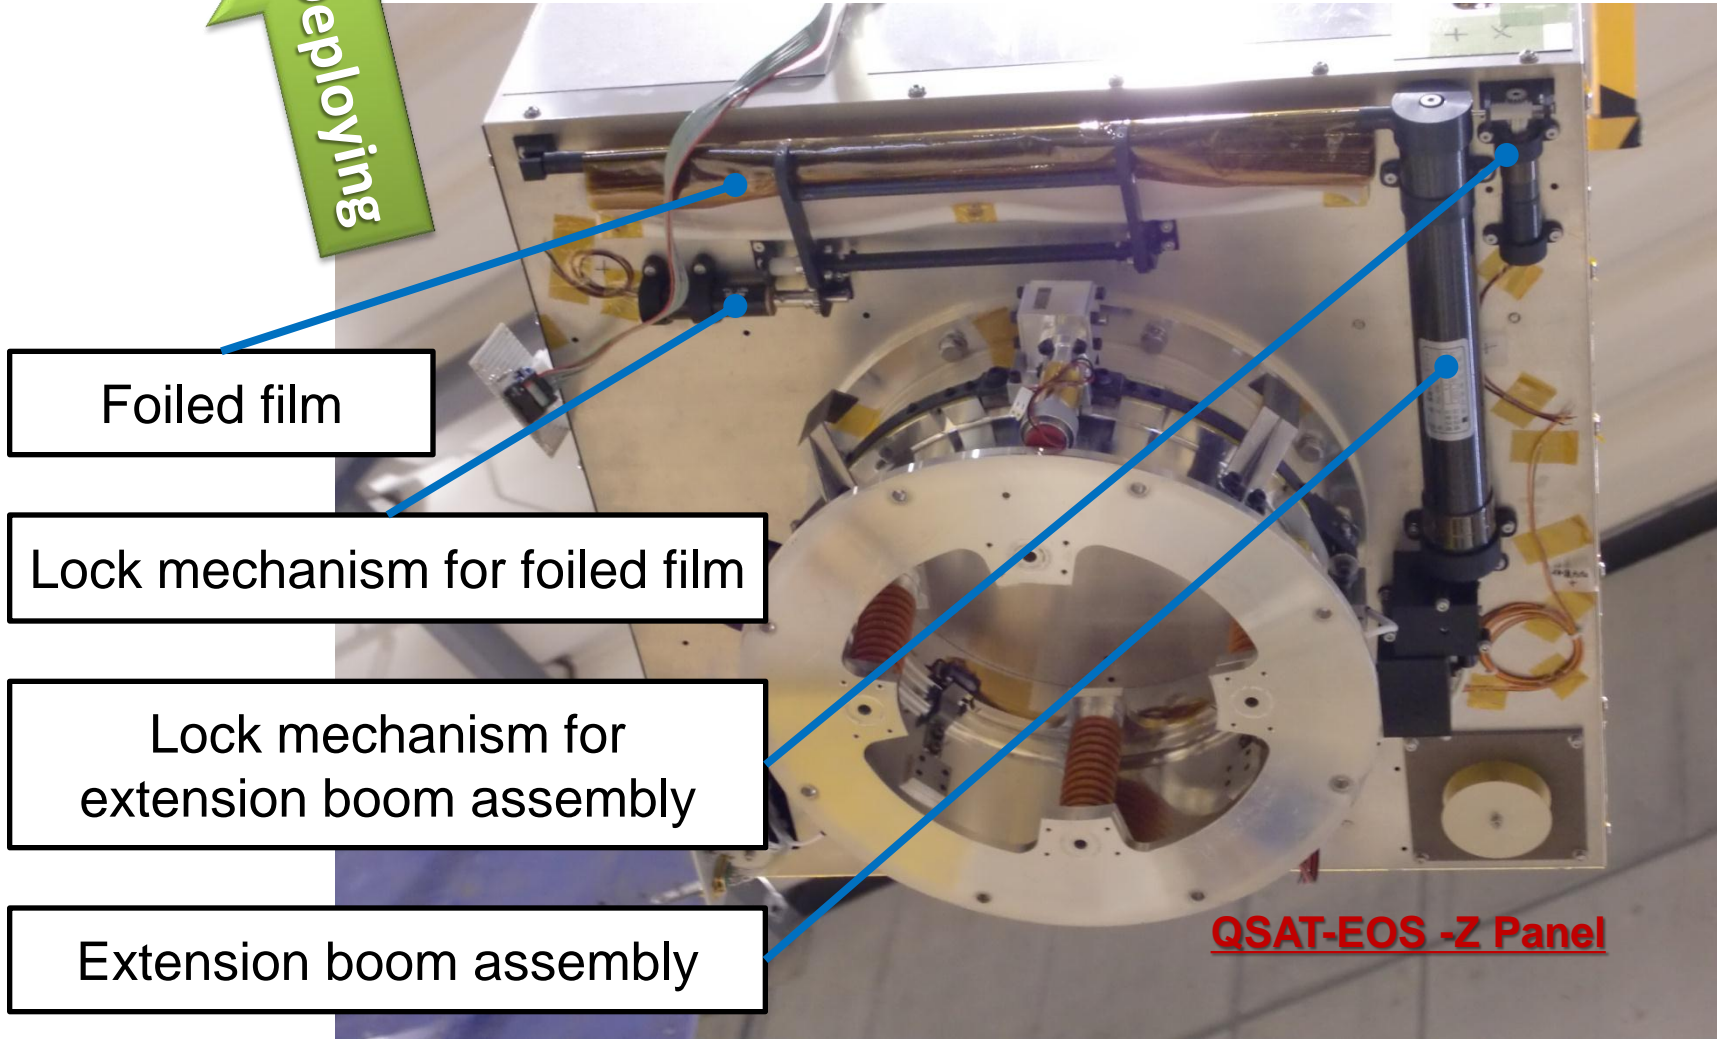 eploying
Foiled film
Lock mechanism for foiled film
Lock mechanism for
extension boom assembly
Extension boom assembly
QSAT-EOS -Z Panel